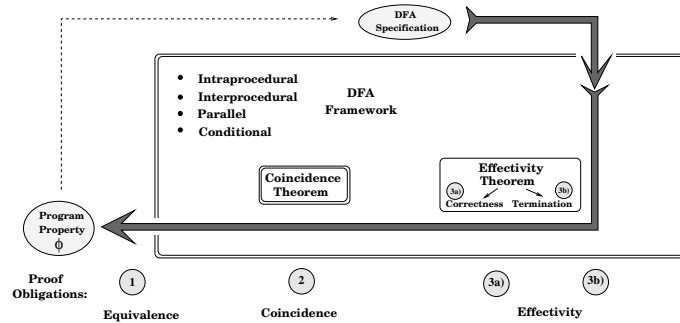 DFA
Specification
• Intraprocedural
• Interprocedural
• Parallel
• Conditional
DFA
Framework
Coincidence
Theorem
Effectivity
Theorem
3a) 3b)
Correctness Termination
Program
Property
ϕ
Proof
Obligations:
1
2
3a)
3b)
Equivalence
Coincidence
Effectivity